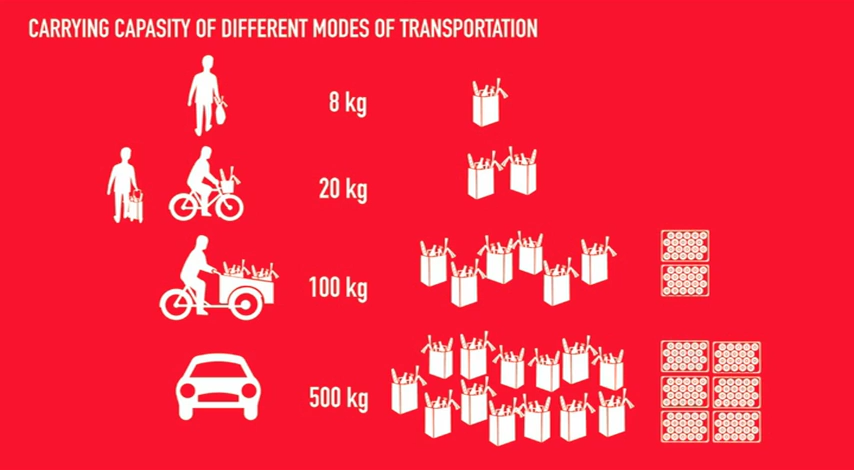 CARRYING CAPASITY OF DIFFERENT MODES OF TRANSPORTATION
8 kg
20 kg
100 kg
500 kg